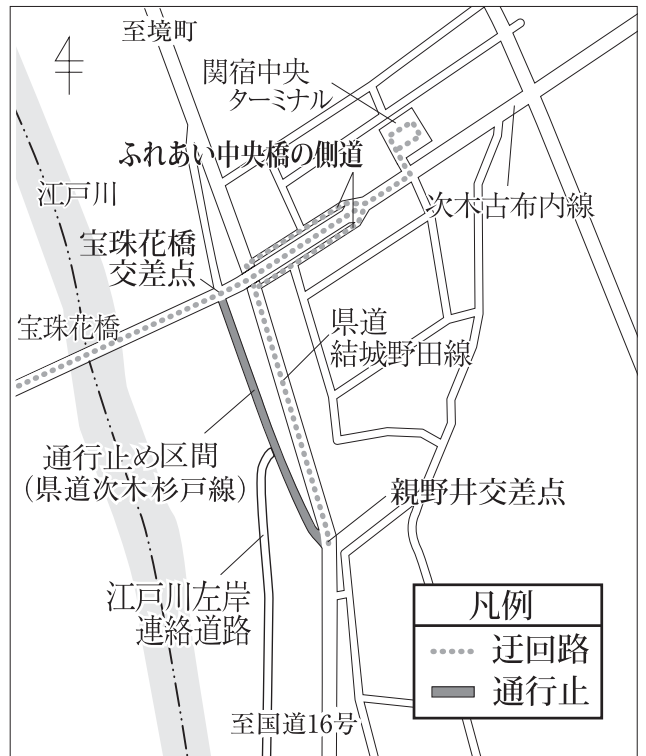 至境町
関宿中央
ターミナル
ふれあい中央橋の側道
江戸川
次木古布内線
宝珠花橋
交差点
宝珠花橋
県道
結城野田線
通行止め区間
（県道次木杉戸線）
親野井交差点
江戸川左岸
連絡道路
凡例
迂回路
通行止
至国道16号